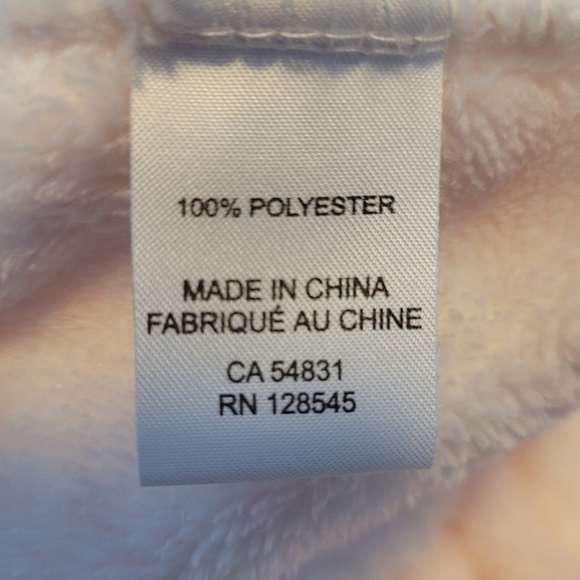 100% POLYESTER
MADE IN CHINA
FABRIQUÉ AU CHINE
CA 54831
RN 128545